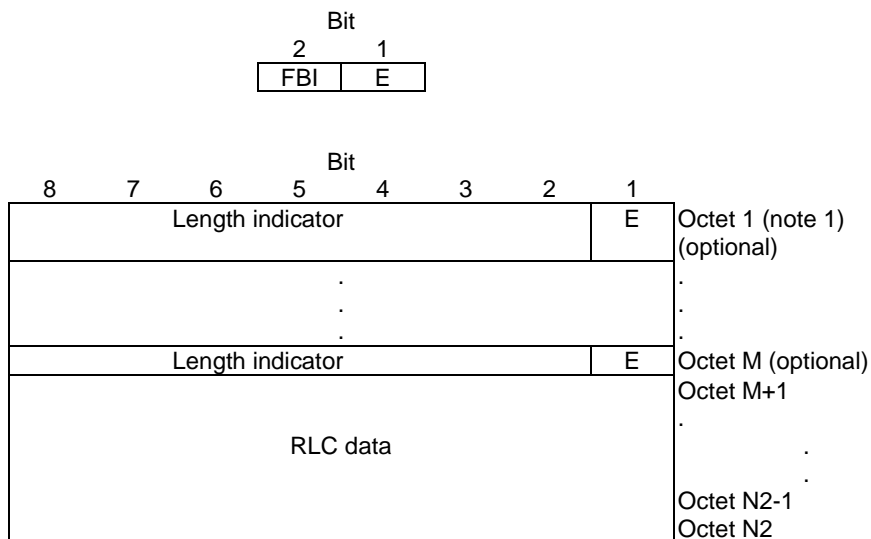 Bit
2 1
FBI E
Bit
8 7 6 5 4 3 2 1
Length indicator E Octet 1 (note 1)
(optional)
. .
. .
. .
Length indicator E Octet M (optional)
Octet M+1
.
RLC data .
.
Octet N2-1
Octet N2